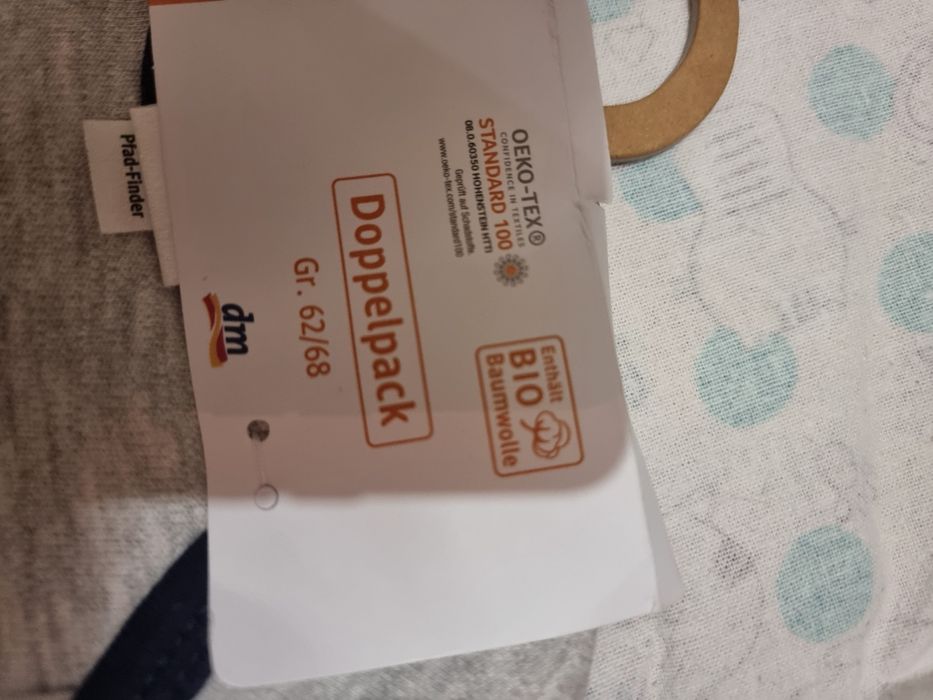 OEKO-TEX®
CONFIDENCE IN TEXTILES
STANDARD 100
08.0.60350 HOHENSTEIN HTTI
Geprüft auf Schadstoffe.
www.oeko-tex.com/standard100
Enthält
BIO
Baumwolle
Doppelpack
Gr. 62/68
dm
Pfad-Finder